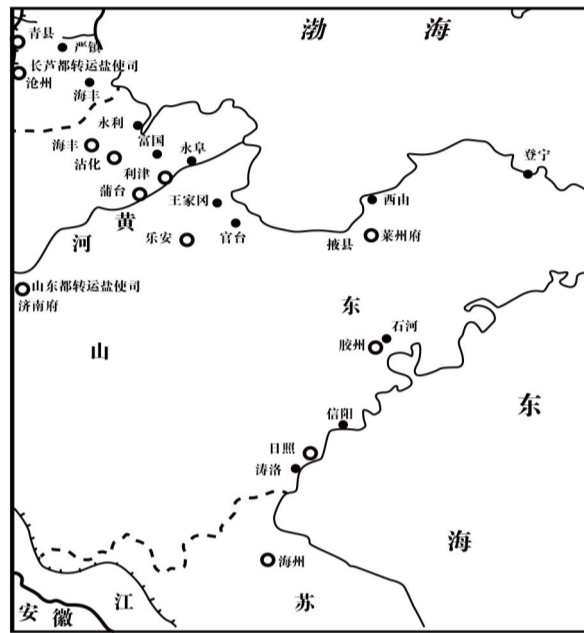 渤 海
青县
严镇
长芦都转运盐使司
沧州
海丰
永利
富国
海丰
沾化
永阜
利津
登宁
蒲台
王家冈
西山
黄
河
乐安
官台
掖县
莱州府
山东都转运盐使司
济南府
东
石河
胶州
山
东
信阳
日照
涛洛
海
海州
安 徽
江
苏